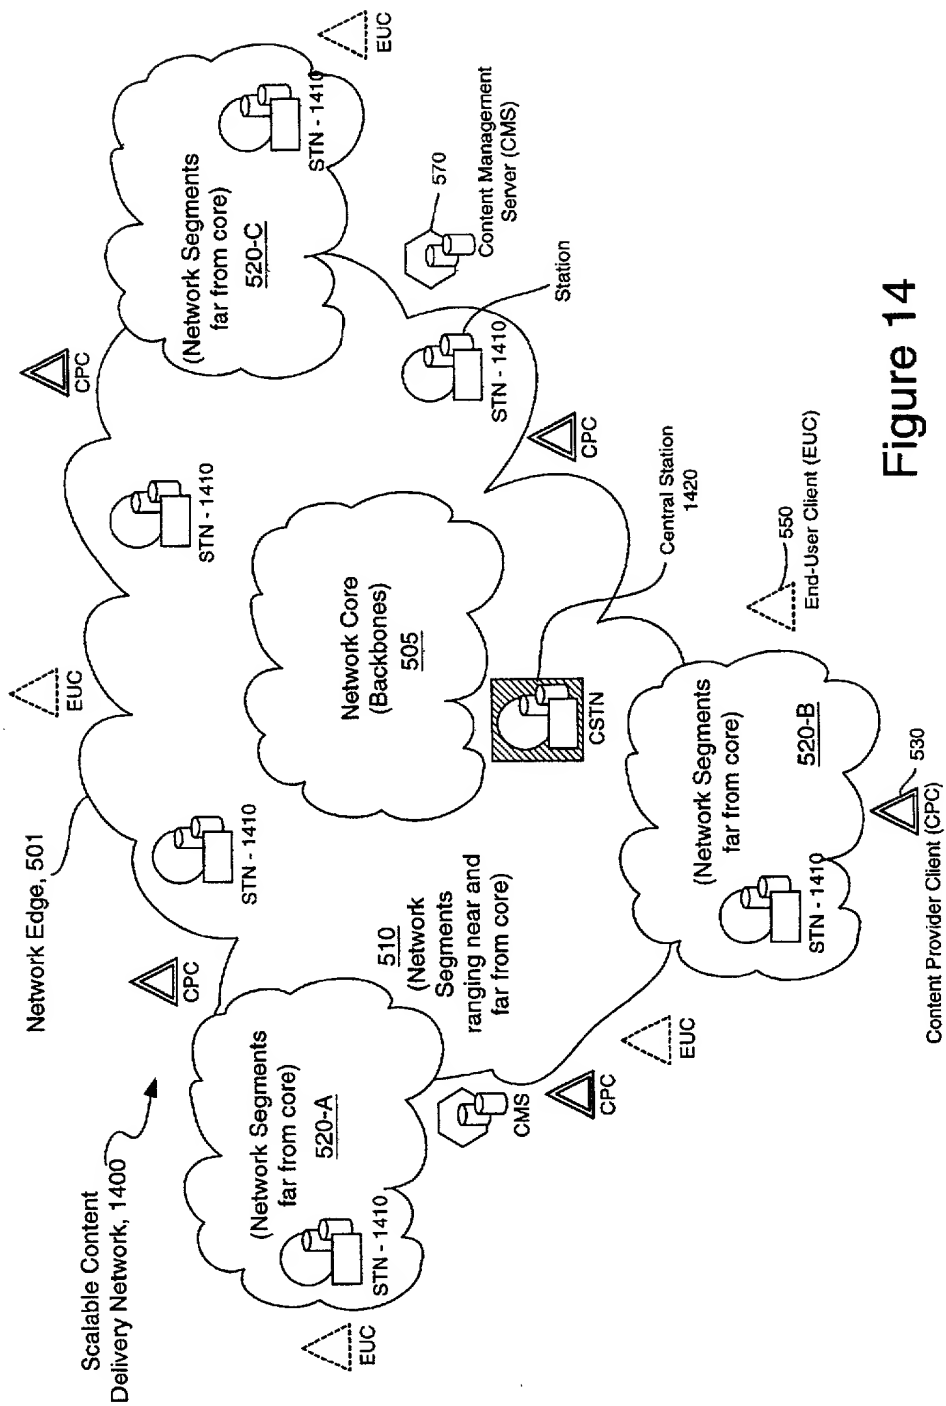 Scalable Content
Delivery Network, 1400
Network Edge, 501
EUC
CPC
CPC
EUC
(Network Segments
far from core)
520-A
STN - 1410
EUC
STN - 1410
STN - 1410
(Network Segments
far from core)
520-C
STN - 1410
510
(Network
Segments
ranging near and
far from core)
Network Core
(Backbones)
505
CSTN
STN - 1410
570
Content Management
Server (CMS)
Station
CMS
CPC
EUC
CPC
Central Station
1420
(Network Segments
far from core)
520-B
STN - 1410
550
End-User Client (EUC)
530
Content Provider Client (CPC)
Figure 14